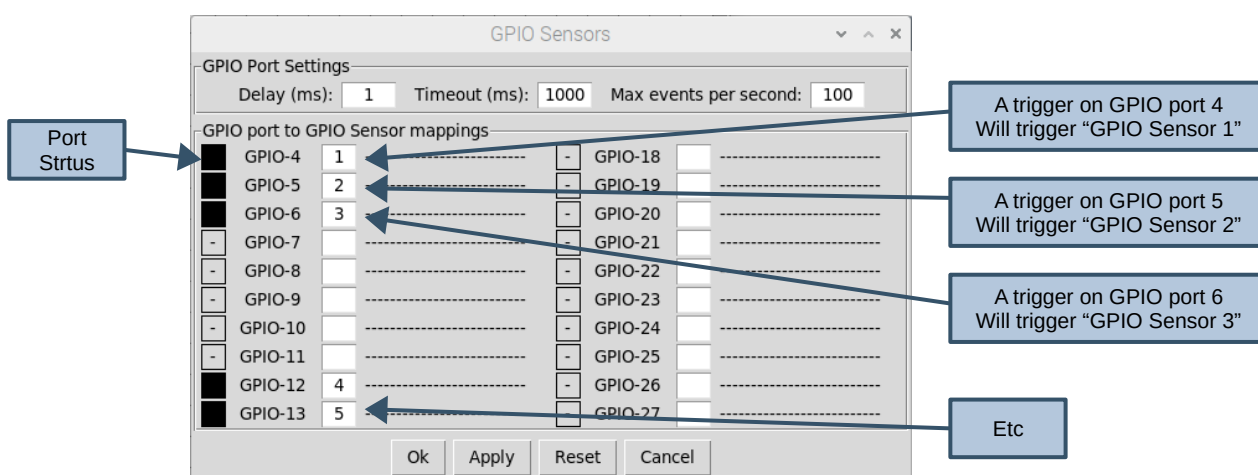 GPIO Sensors
GPIO Port Settings
Delay (ms): 1 Timeout (ms): 1000 Max events per second: 100
GPIO port to GPIO Sensor mappings
GPIO-4 1 ----------------------- - GPIO-18 -----------------------
GPIO-5 2 ----------------------- - GPIO-19 -----------------------
GPIO-6 3 ----------------------- - GPIO-20 -----------------------
- GPIO-7 ----------------------- - GPIO-21 -----------------------
- GPIO-8 ----------------------- - GPIO-22 -----------------------
- GPIO-9 ----------------------- - GPIO-23 -----------------------
- GPIO-10 ----------------------- - GPIO-24 -----------------------
- GPIO-11 ----------------------- - GPIO-25 -----------------------
GPIO-12 4 ----------------------- - GPIO-26 -----------------------
GPIO-13 5 ----------------------- - GPIO-27 -----------------------
Ok Apply Reset Cancel
Port
Strtus
A trigger on GPIO port 4
Will trigger “GPIO Sensor 1”
A trigger on GPIO port 5
Will trigger “GPIO Sensor 2”
A trigger on GPIO port 6
Will trigger “GPIO Sensor 3”
Etc